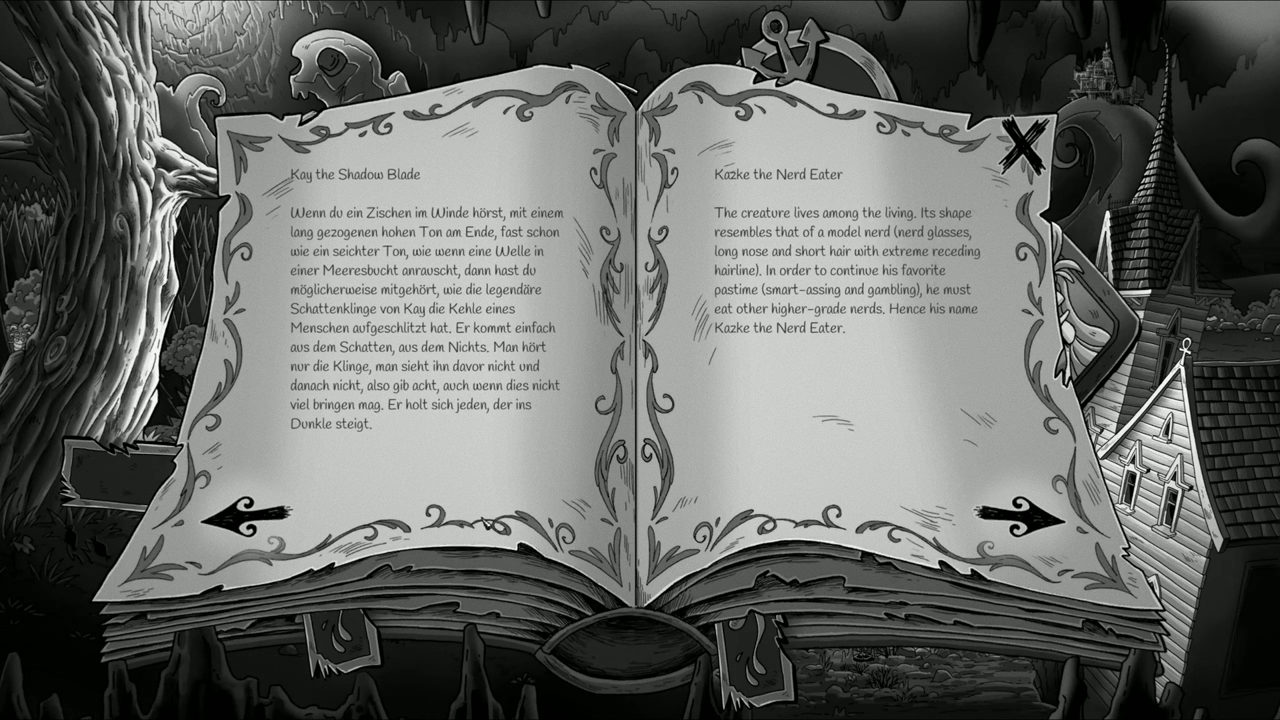 Kay the Shadow Blade
Wenn du ein Zischen im Winde hörst, mit einem
lang gezogenen hohen Ton am Ende, fast schon
wie ein seichter Ton, wie wenn eine Welle in
einer Meeresbucht anrauscht, dann hast du
möglicherweise mitgehört, wie die legendäre
Schattenklinge von Kay die Kehle eines
Menschen aufgeschlitzt hat. Er kommt einfach
aus dem Schatten, aus dem Nichts. Man hört
nur die Klinge, man sieht ihn davor nicht und
danach nicht, also gib acht, auch wenn dies nicht
viel bringen mag. Er holt sich jeden, der ins
Dunkle steigt.
Kazke the Nerd Eater
The creature lives among the living. Its shape
resembles that of a model nerd (nerd glasses,
long nose and short hair with extreme receding
hairline). In order to continue his favorite
pastime (smart-assing and gambling), he must
eat other higher-grade nerds. Hence his name
Kazke the Nerd Eater.